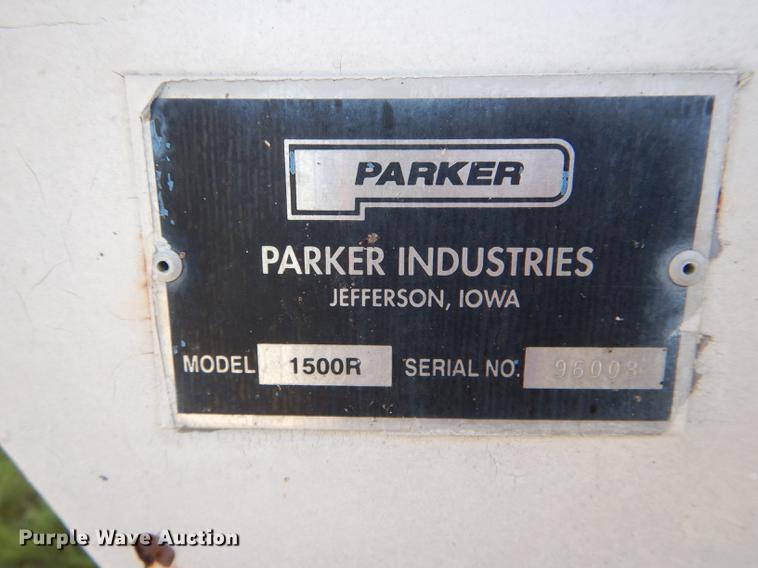 PARKER
PARKER INDUSTRIES
JEFFERSON, IOWA
MODEL 1500R SERIAL NO. 96008
Purple Wave Auction